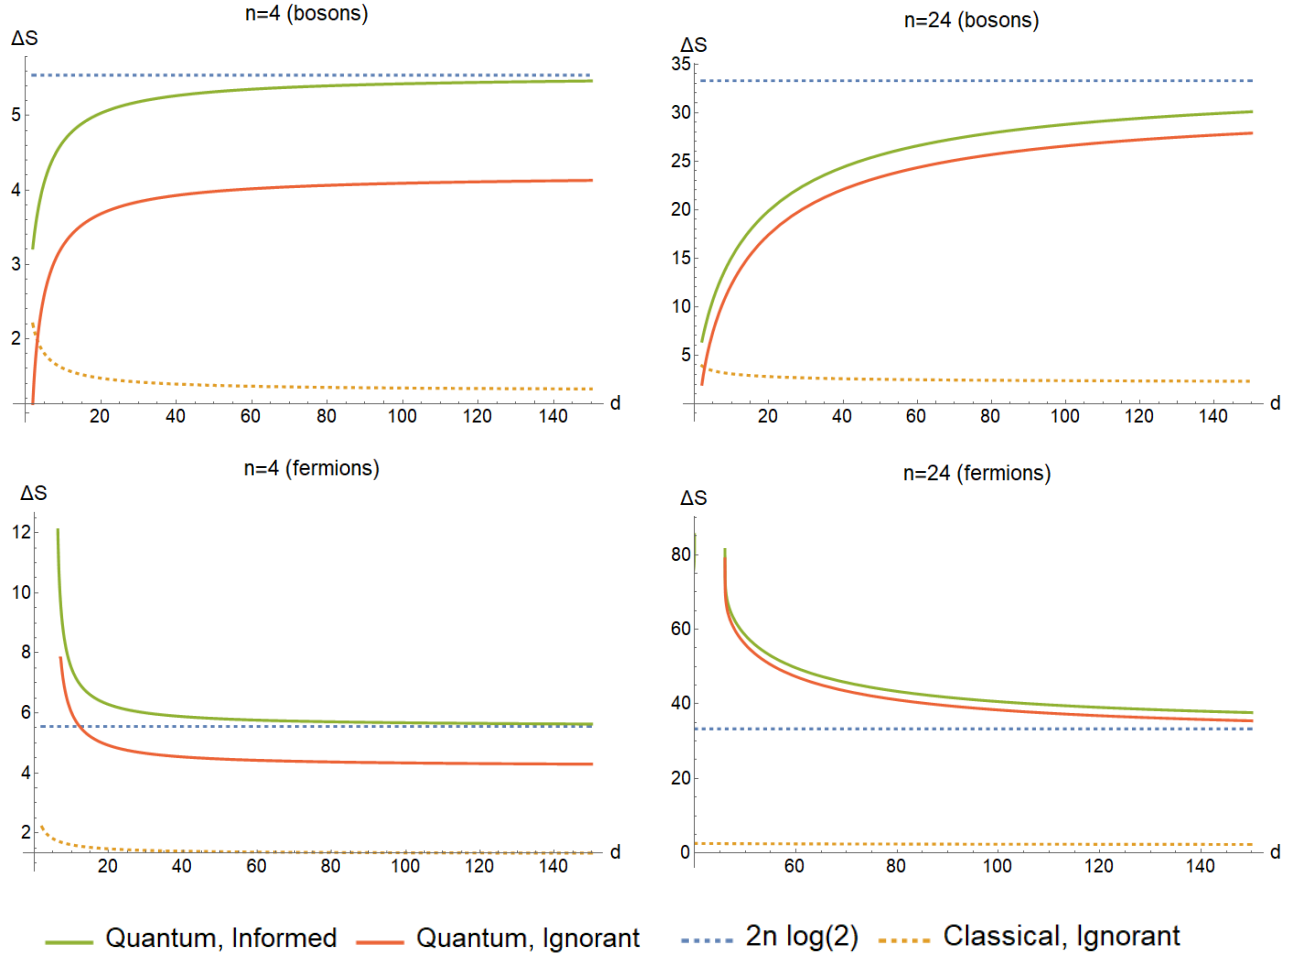 n=4 (bosons)
ΔS
5
4
3
2
20 40 60 80 100 120 140 d
n=24 (bosons)
ΔS
35
30
25
20
15
10
5
20 40 60 80 100 120 140 d
n=4 (fermions)
ΔS
12
10
8
6
4
2
20 40 60 80 100 120 140 d
n=24 (fermions)
ΔS
80
60
40
20
0
60 80 100 120 140 d
Quantum, Informed Quantum, Ignorant 2n log(2) Classical, Ignorant